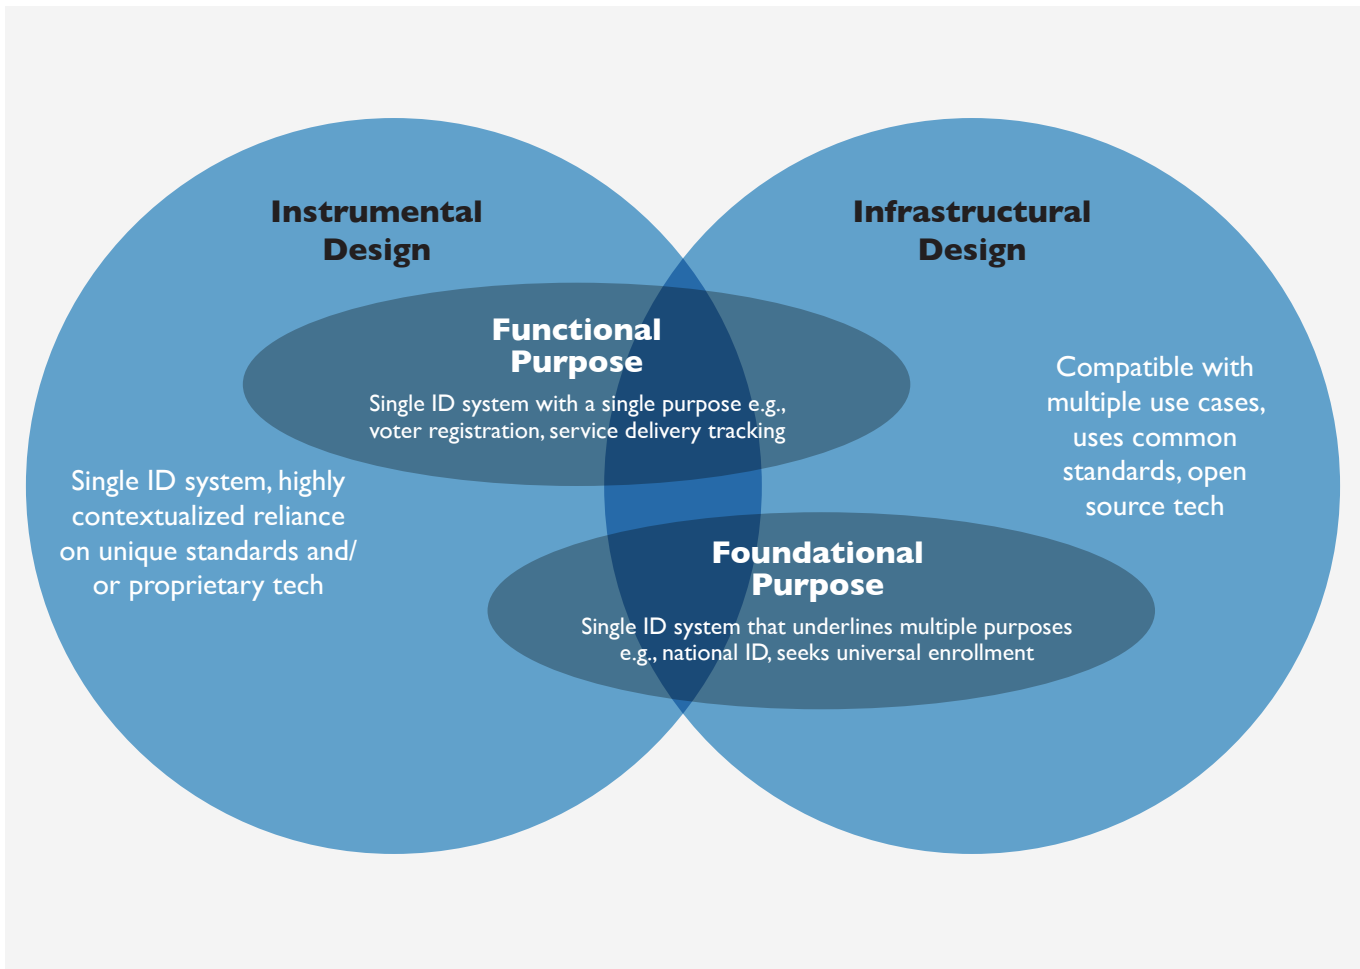 Instrumental
Design
Infrastructural
Design
Functional
Purpose
Single ID system with a single purpose e.g.,
voter registration, service delivery tracking
Compatible with
multiple use cases,
uses common
standards, open
source tech
Single ID system, highly
contextualized reliance
on unique standards and/
or proprietary tech
Foundational
Purpose
Single ID system that underlines multiple purposes
e.g., national ID, seeks universal enrollment